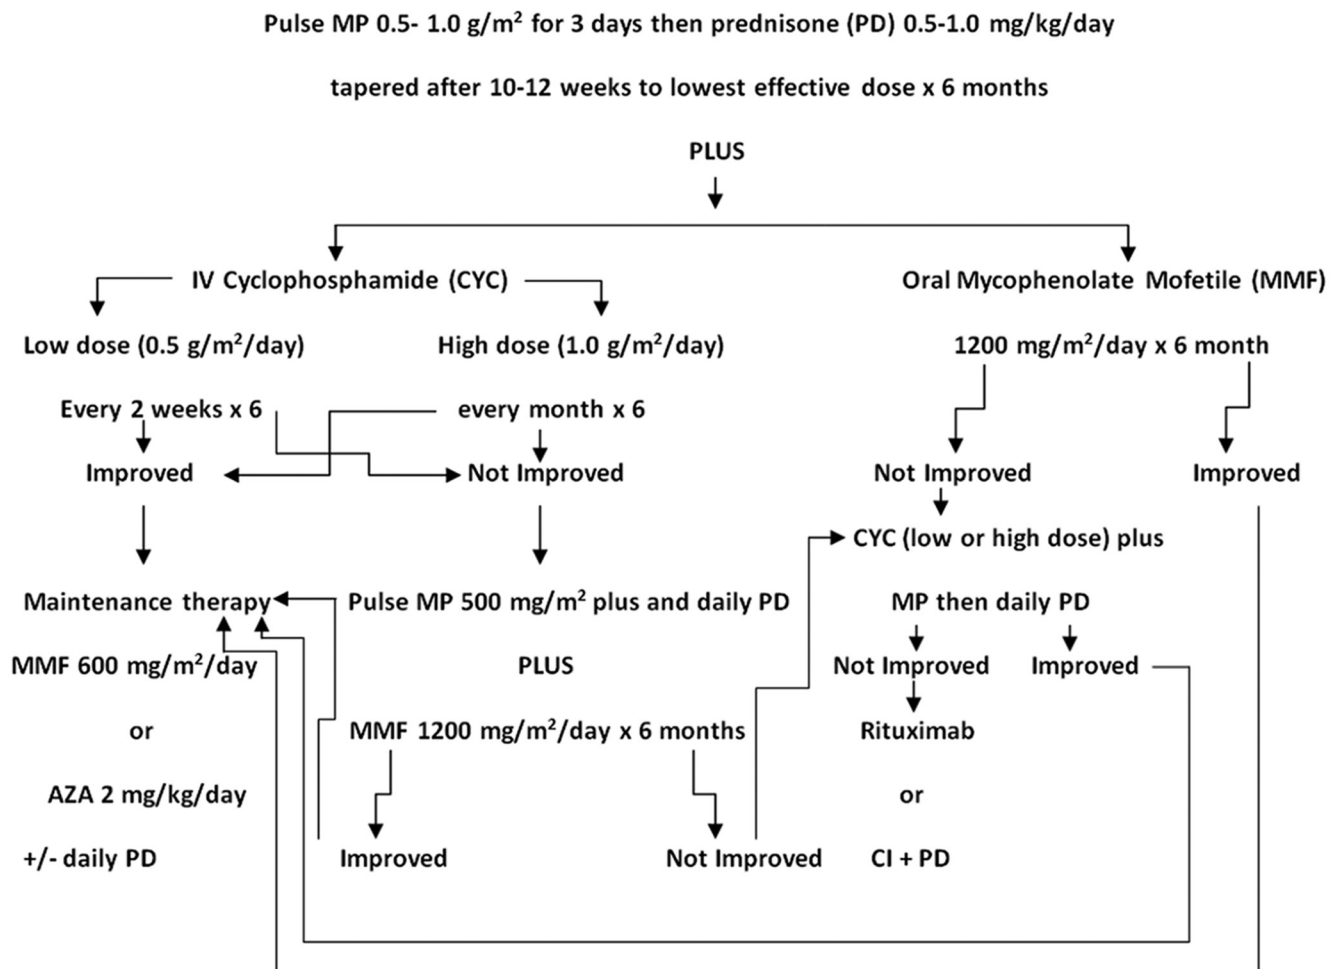 Pulse MP 0.5- 1.0 g/m² for 3 days then prednisone (PD) 0.5-1.0 mg/kg/day
tapered after 10-12 weeks to lowest effective dose x 6 months
PLUS
IV Cyclophosphamide (CYC)
Oral Mycophenolate Mofetile (MMF)
Low dose (0.5 g/m²/day)
High dose (1.0 g/m²/day)
1200 mg/m²/day x 6 month
Every 2 weeks x 6
every month x 6
Improved
Not Improved
Not Improved
Improved
CYC (low or high dose) plus
Maintenance therapy
Pulse MP 500 mg/m² plus and daily PD
MP then daily PD
MMF 600 mg/m²/day
PLUS
Not Improved
Improved
or
MMF 1200 mg/m²/day x 6 months
Rituximab
AZA 2 mg/kg/day
or
+/- daily PD
Improved
Not Improved
CI + PD